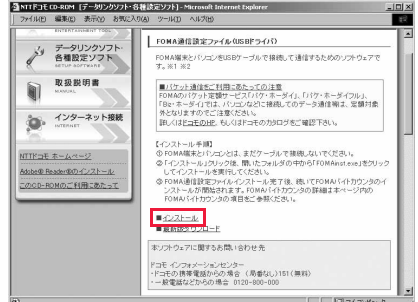 NTTドコモ CD-ROM [データリンクソフト・各種設定ソフト] - Microsoft Internet Explorer
ファイル(F) 編集(E) 表示(V) お気に入り(A) ツール(T) ヘルプ(H)
ENTERTAINMENT TOOL
データリンクソフト・
各種設定ソフト
SETUP SOFTWARE
取扱説明書
MANUAL
インターネット接続
INTERNET
NTTドコモ ホームページ
Adobe® Reader®のインストール
このCD-ROMのご利用にあたって
FOMA通信設定ファイル(USBドライバ)
FOMA端末とパソコンをUSBケーブルで接続して通信するためのソフトウェアです。※1 ※2
■パケット通信をご利用にあたっての注意
FOMAのパケット定額サービス「パケ・ホーダイ」、「パケ・ホーダイフル」、
「Biz・ホーダイ」では、パソコンなどに接続してのデータ通信等は、定額対象
外となりますのでご注意ください。
詳しくはドコモのHP、もしくはドコモのカタログをご確認下さい。
【インストール手順】
① FOMA端末とパソコンとは、まだケーブルで接続しないでください。
② 「インストール」クリック後、開いたフォルダの中から「FOMAinst.exe」をクリッ
クしてインストールを実行してください。
③ FOMA通信設定ファイルインストール完了後、続いてFOMAバイトカウンタのイ
ンストールが開始されます。FOMAバイトカウンタの詳細は本ページ内の
FOMAバイトカウンタの項目をご参照ください。
■インストール
■最新版ダウンロード
本ソフトウェアに関するお問い合わせ先
ドコモ インフォメーションセンター
・ドコモの携帯電話からの場合 (局番なし)151(無料)
・一般電話などからの場合 0120-800-000